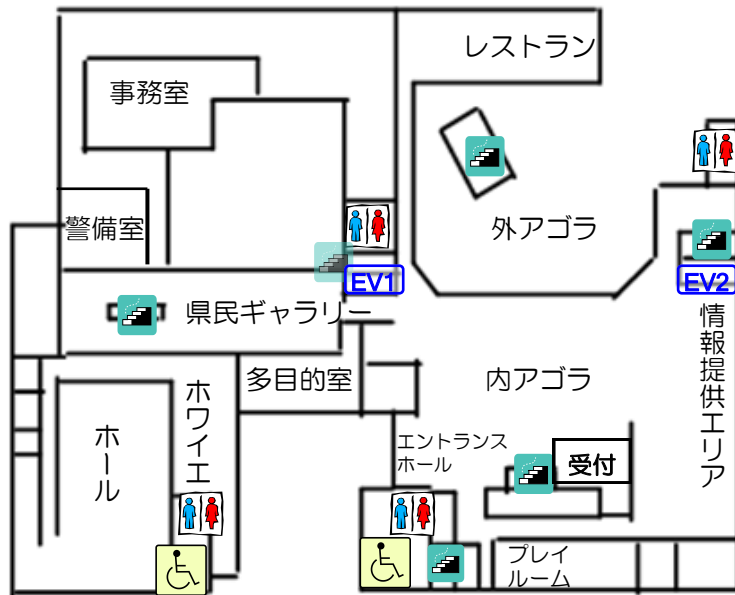 レストラン
事務室
警備室
外アゴラ
EV1
EV2
県民ギャラリー
情報提供エリア
多目的室
内アゴラ
ホワイエ
ホール
エントランス
ホール
受付
プレイ
ルーム